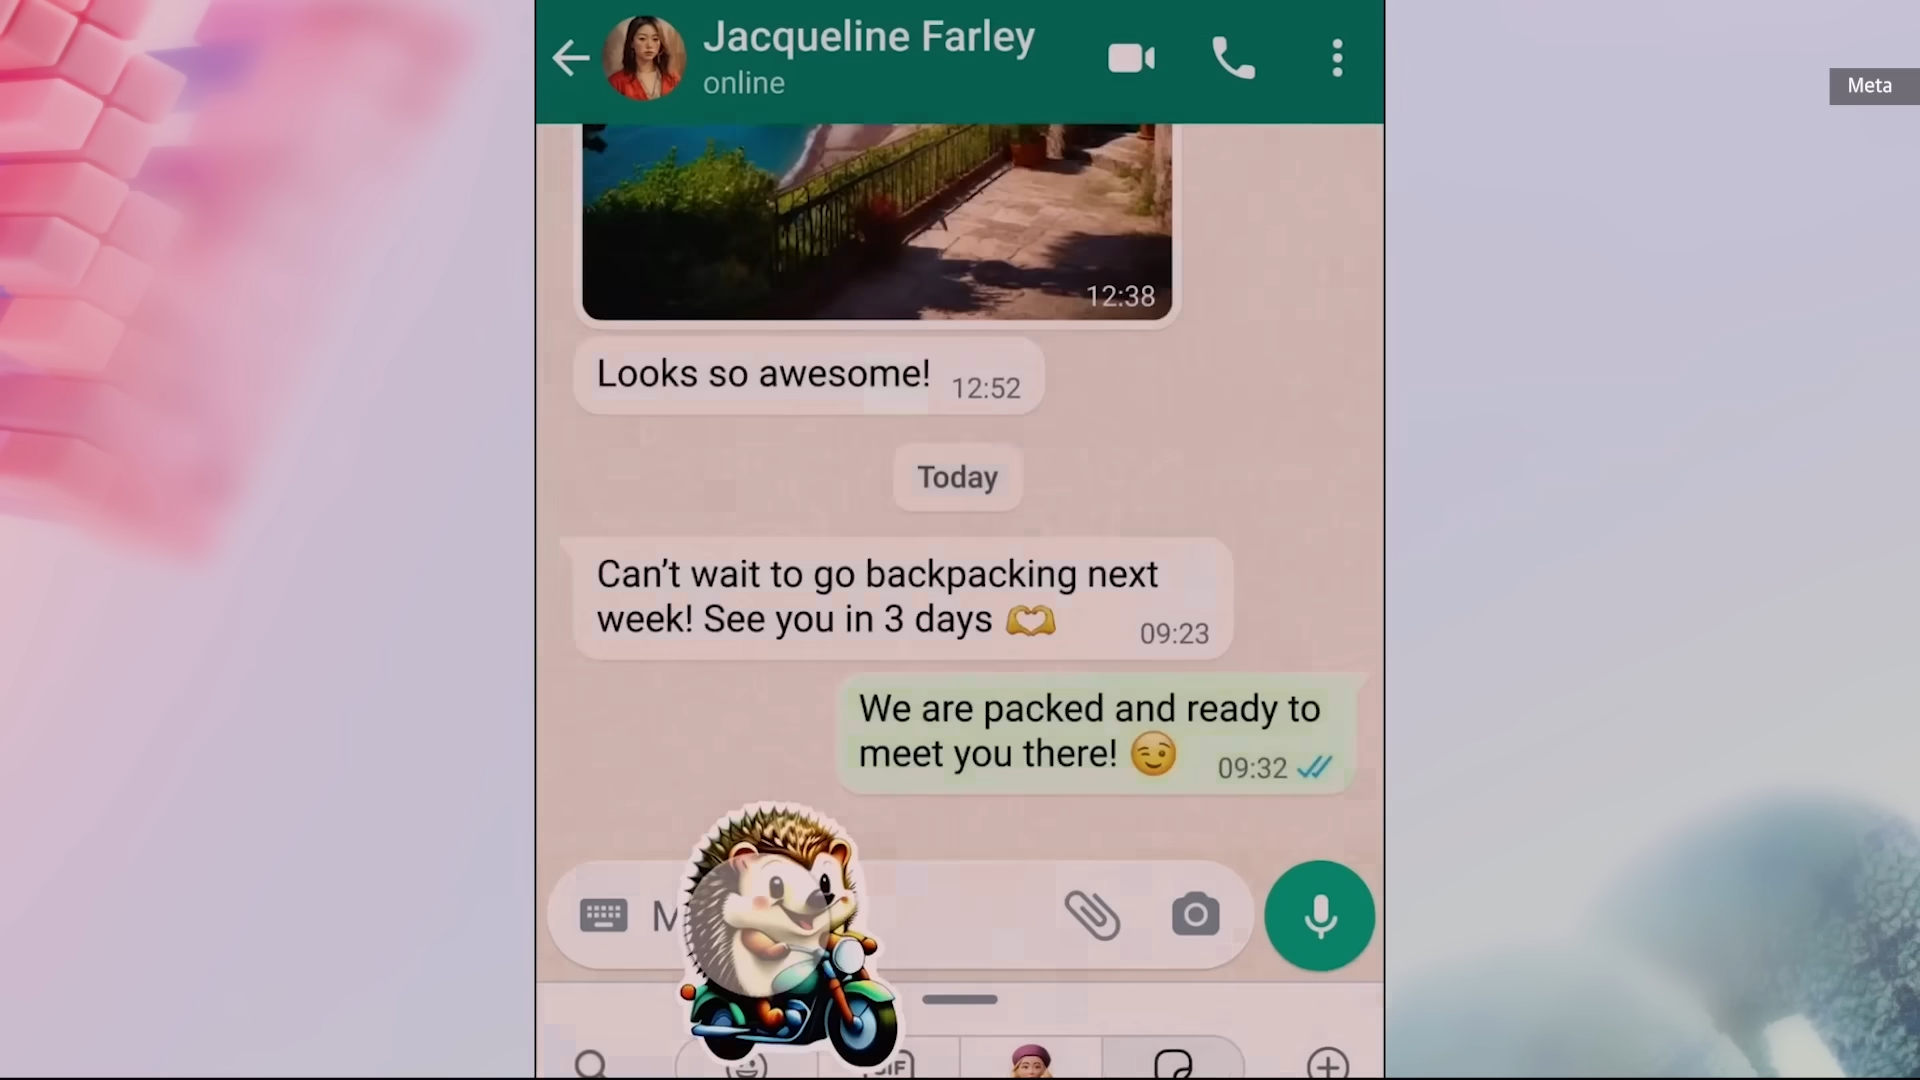 Jacqueline Farley
online
Meta
12:38
Looks so awesome! 12:52
Today
Can't wait to go backpacking next
week! See you in 3 days 🫶 09:23
We are packed and ready to
meet you there! 😉 09:32
M
GIF